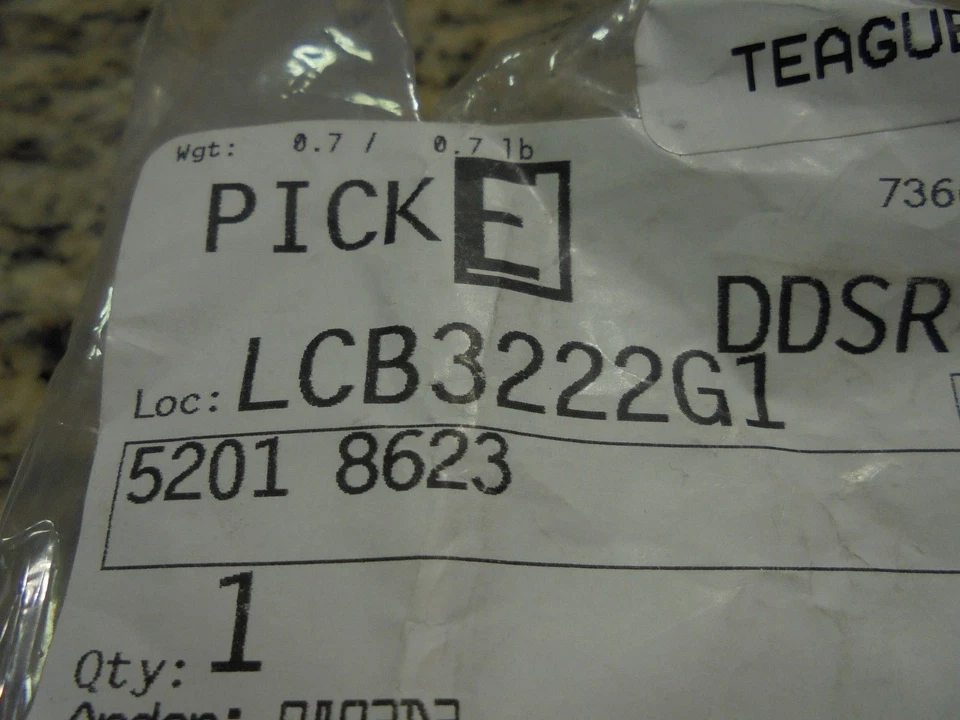 TEAGUE
Wgt: 0.7 / 0.7 lb
PICK E
736
DDSR
Loc: LCB3222G1
5201 8623
Qty: 1